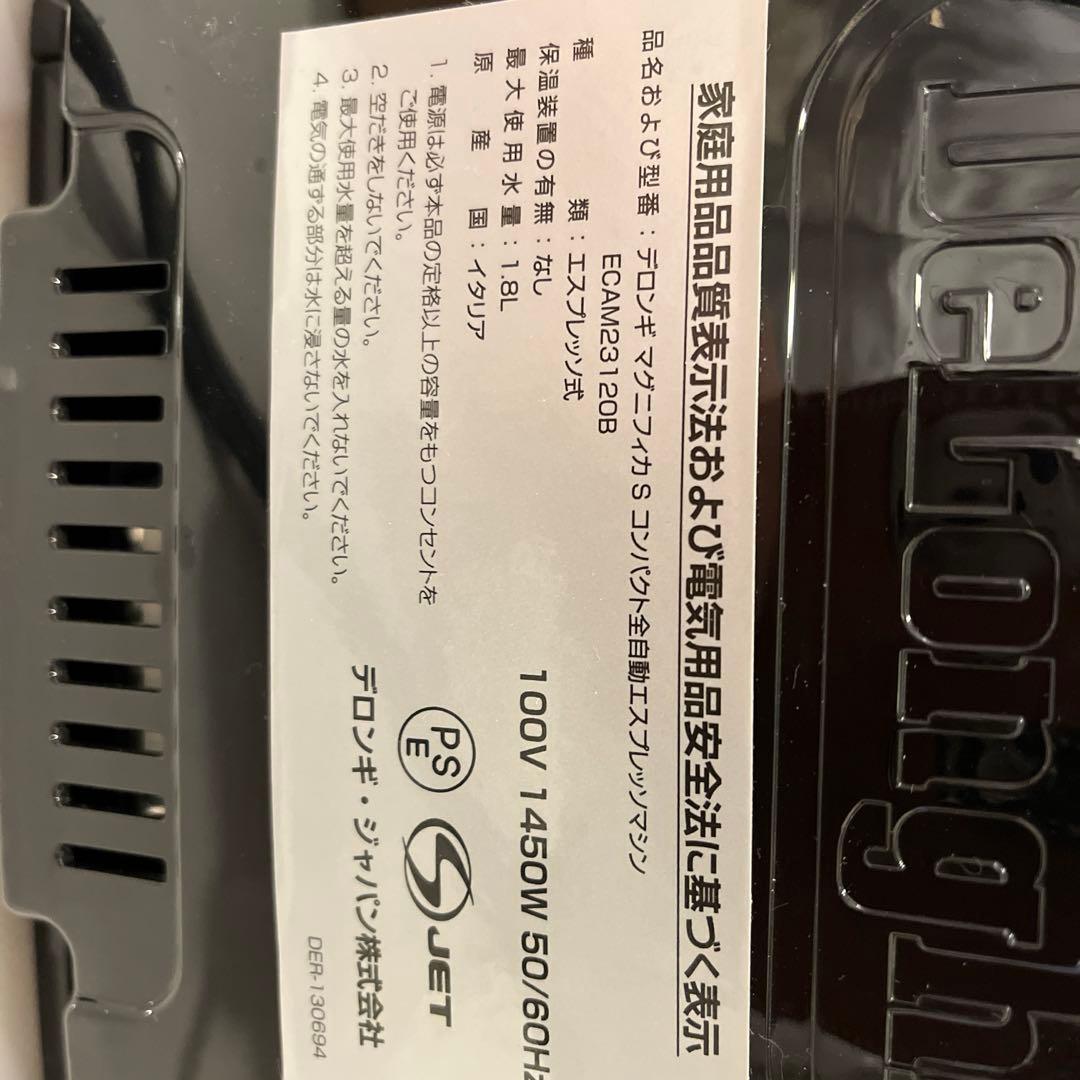 DeLongh
家庭用品品質表示法および電気用品安全法に基づく表示
品名および型番：デロンギ マグニフィカ S コンパクト全自動エスプレッソマシン
ECAM23120B
種類：エスプレッソ式
保温装置の有無：なし
最大使用水量：1.8L
原産国：イタリア
100V 1450W 50/60Hz
1. 電源は必ず本品の定格以上の容量をもつコンセントを
ご使用ください。
2. 空だきをしないでください。
3. 最大使用水量を超える量の水を入れないでください。
4. 電気の通ずる部分は水に浸さないでください。
PS
E
JET
デロンギ・ジャパン株式会社
DER-130694